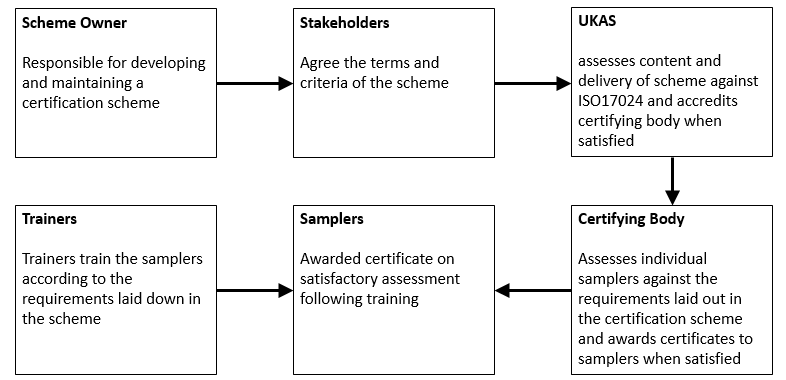 Scheme Owner
Responsible for developing
and maintaining a
certification scheme
Stakeholders
Agree the terms and
criteria of the scheme
UKAS
assesses content and
delivery of scheme against
ISO17024 and accredits
certifying body when
satisfied
Trainers
Trainers train the samplers
according to the
requirements laid down in
the scheme
Samplers
Awarded certificate on
satisfactory assessment
following training
Certifying Body
Assesses individual
samplers against the
requirements laid out in
the certification scheme
and awards certificates to
samplers when satisfied